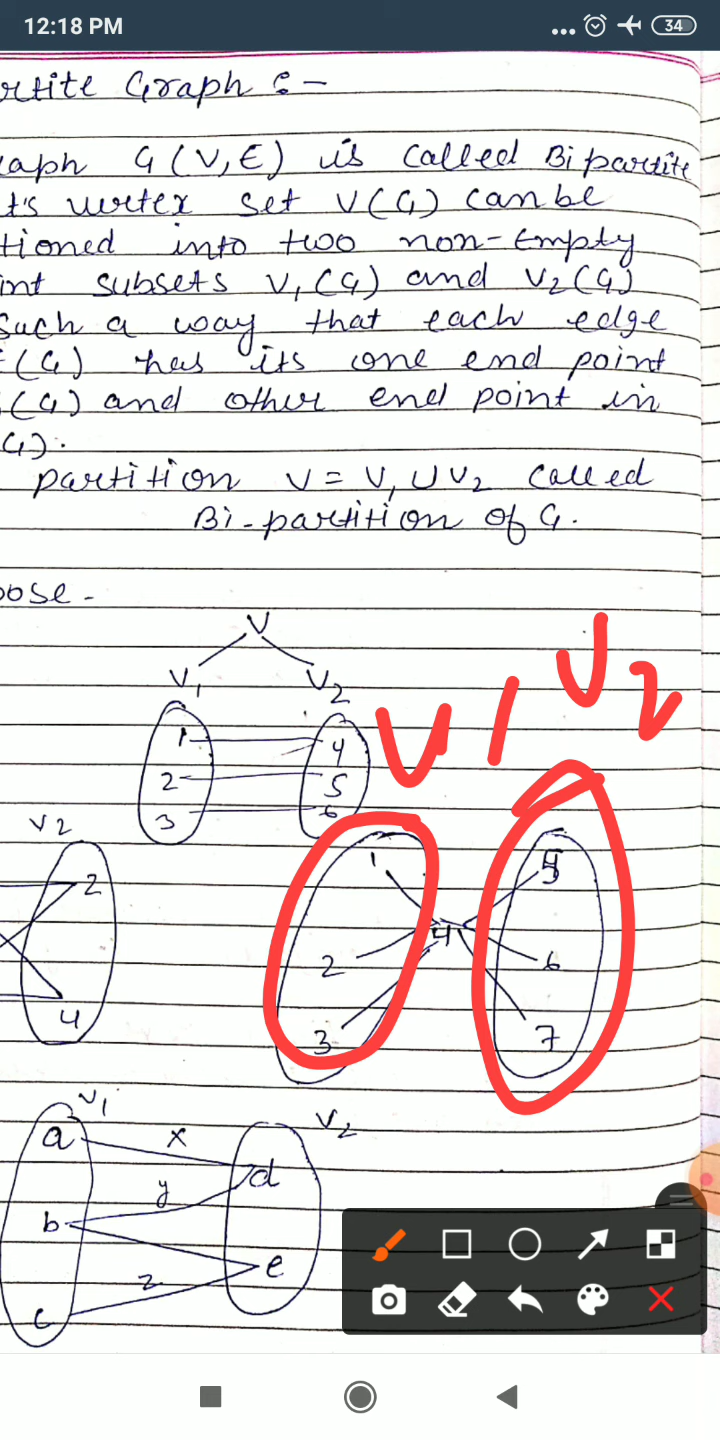 12:18 PM
34
rtite Graph :-
raph G(V,E) is called Bipartite
t's vertex set V(G) can be
tioned into two non-Empty
int subsets V1(G) and V2(G)
Such a way that each edge
E(G) has its one end point
1(G) and other end point in
G).
partition V = V1 U V2 called
Bi-partition of G.
ose -
V
V1 V2
V1 V2
1 4
2 5
3 6
V2
2
4
1 5
4
2 6
3 7
V1 V2
a x d
y
b
z e
c